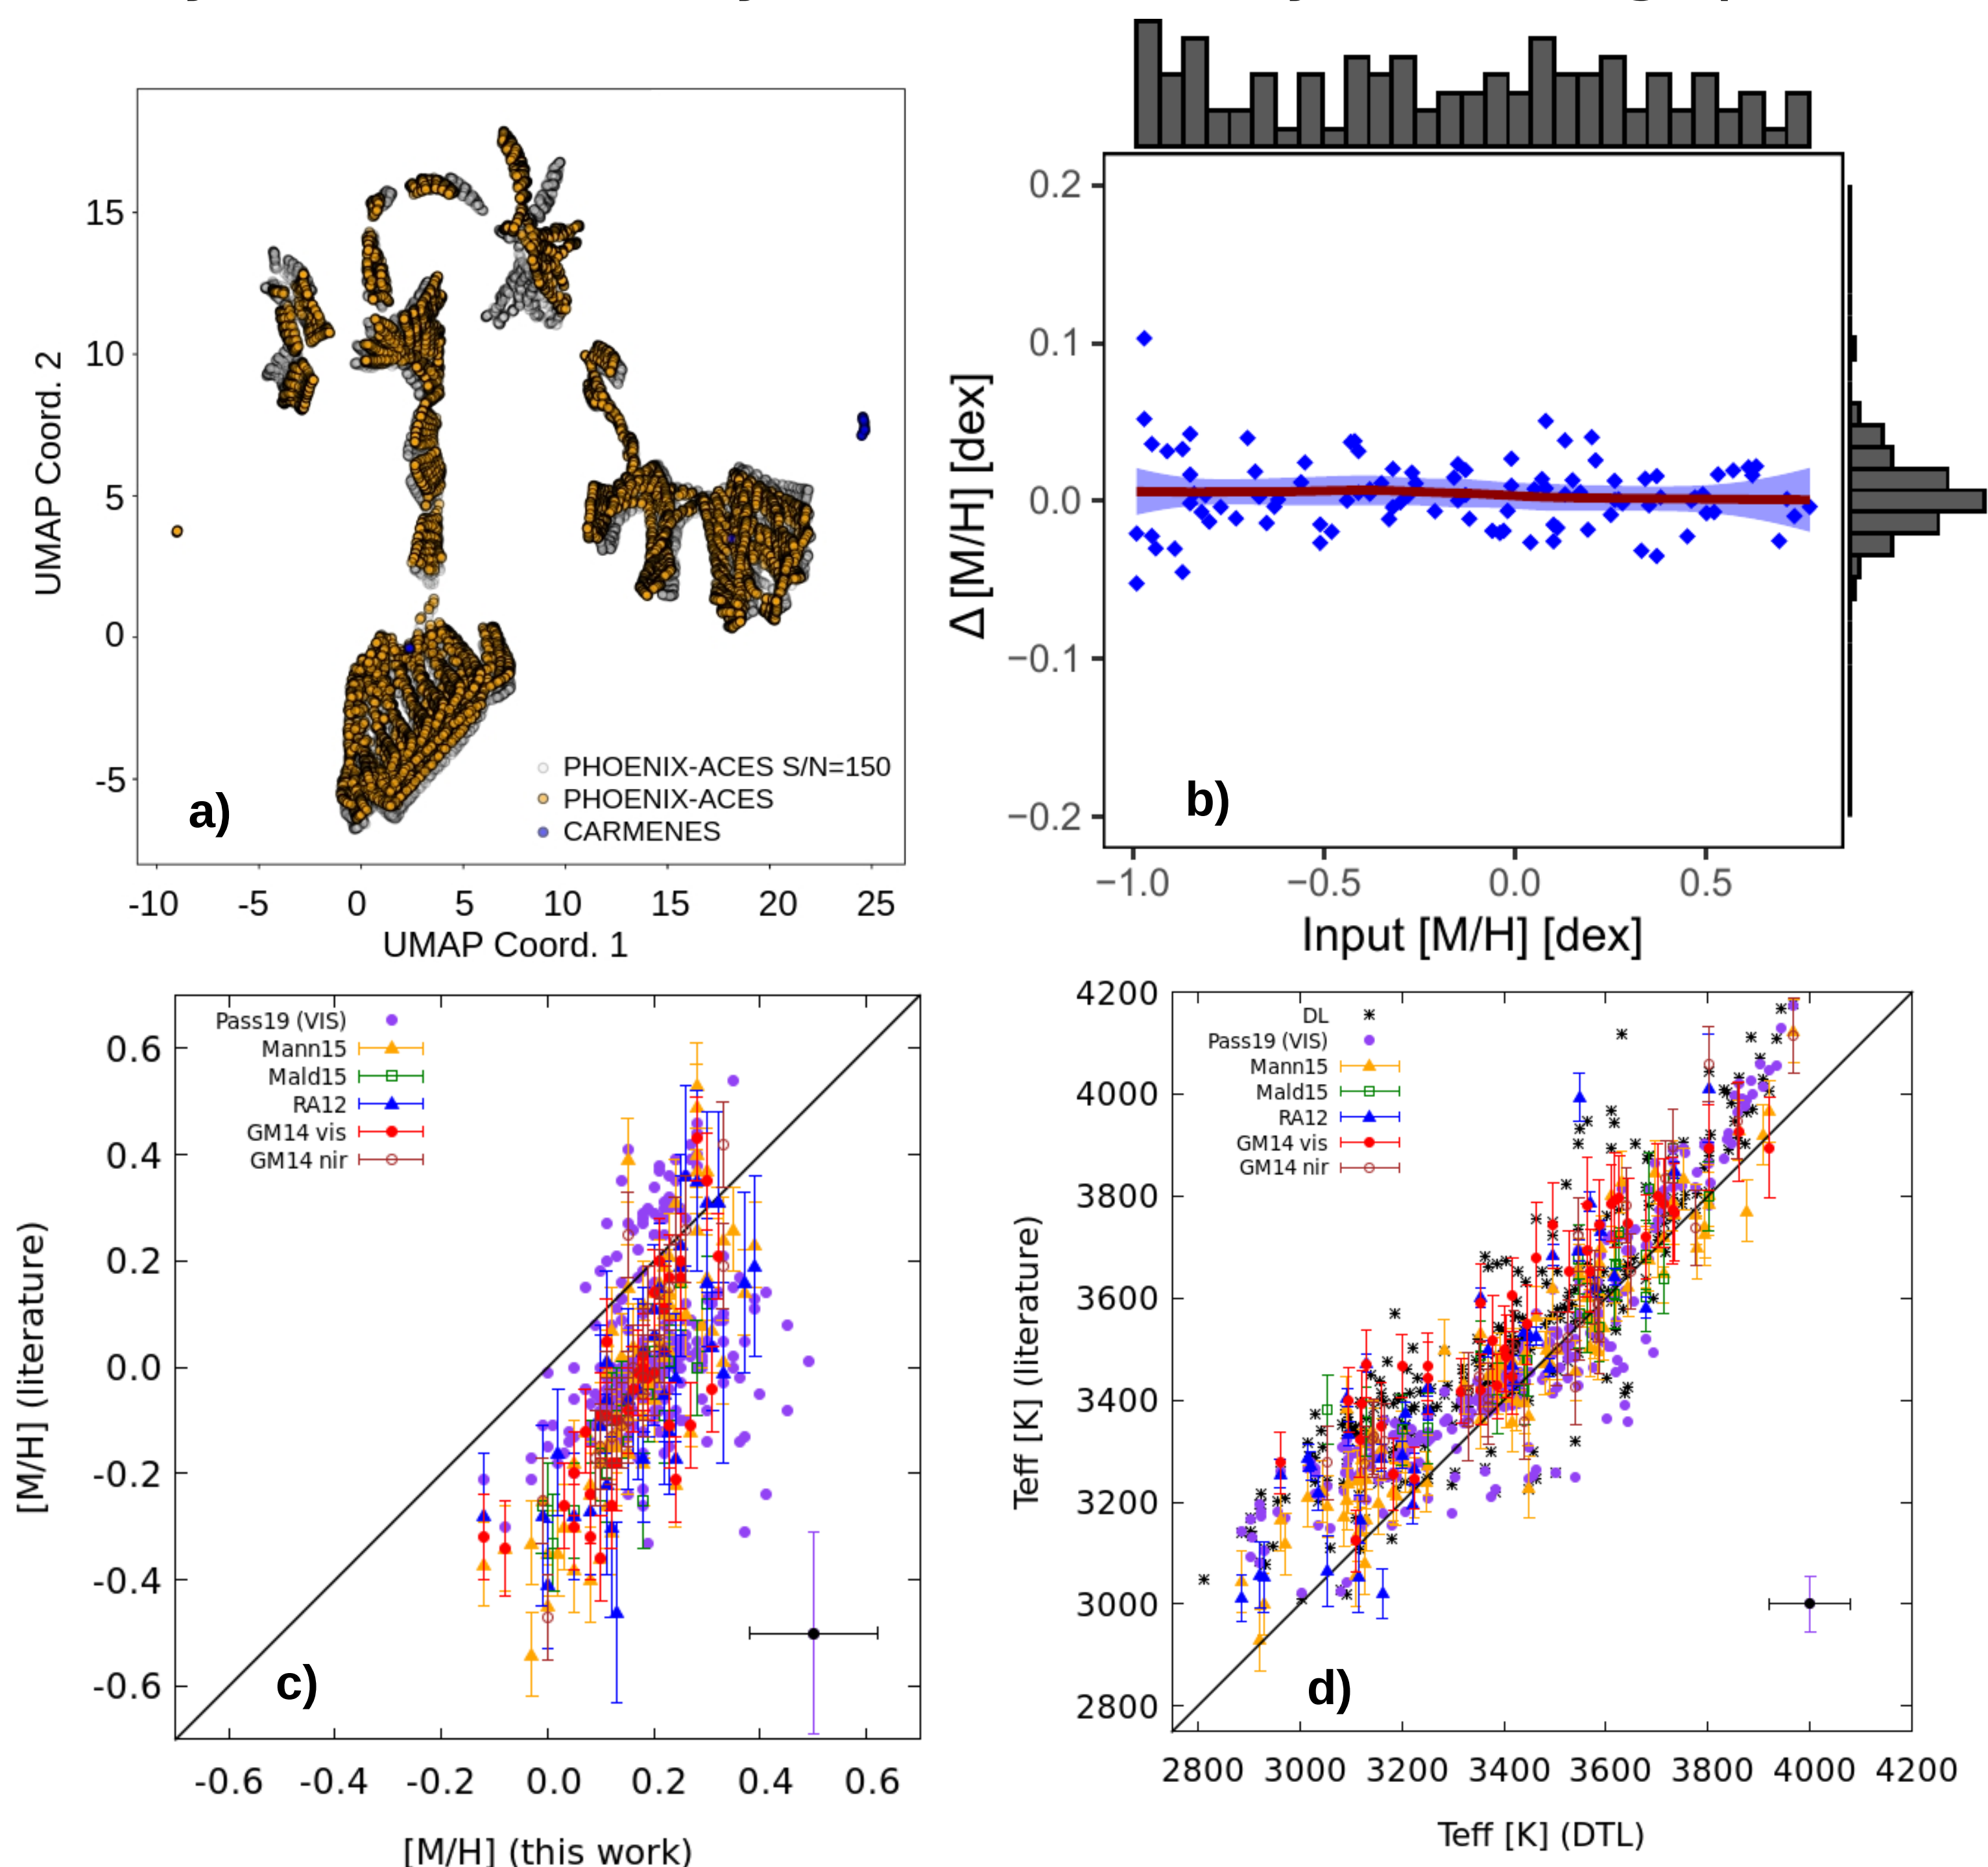 15
10
5
0
-5
UMAP Coord. 2
PHOENIX-ACES S/N=150
PHOENIX-ACES
CARMENES
a)
-10 -5 0 5 10 15 20 25
UMAP Coord. 1
0.2
0.1
0.0
−0.1
−0.2
Δ [M/H] [dex]
b)
−1.0 −0.5 0.0 0.5
Input [M/H] [dex]
Pass19 (VIS)
Mann15
Mald15
RA12
GM14 vis
GM14 nir
0.6
0.4
0.2
0.0
-0.2
-0.4
-0.6
[M/H] (literature)
c)
-0.6 -0.4 -0.2 0.0 0.2 0.4 0.6
[M/H] (this work)
DL
Pass19 (VIS)
Mann15
Mald15
RA12
GM14 vis
GM14 nir
4200
4000
3800
3600
3400
3200
3000
2800
Teff [K] (literature)
d)
2800 3000 3200 3400 3600 3800 4000 4200
Teff [K] (DTL)